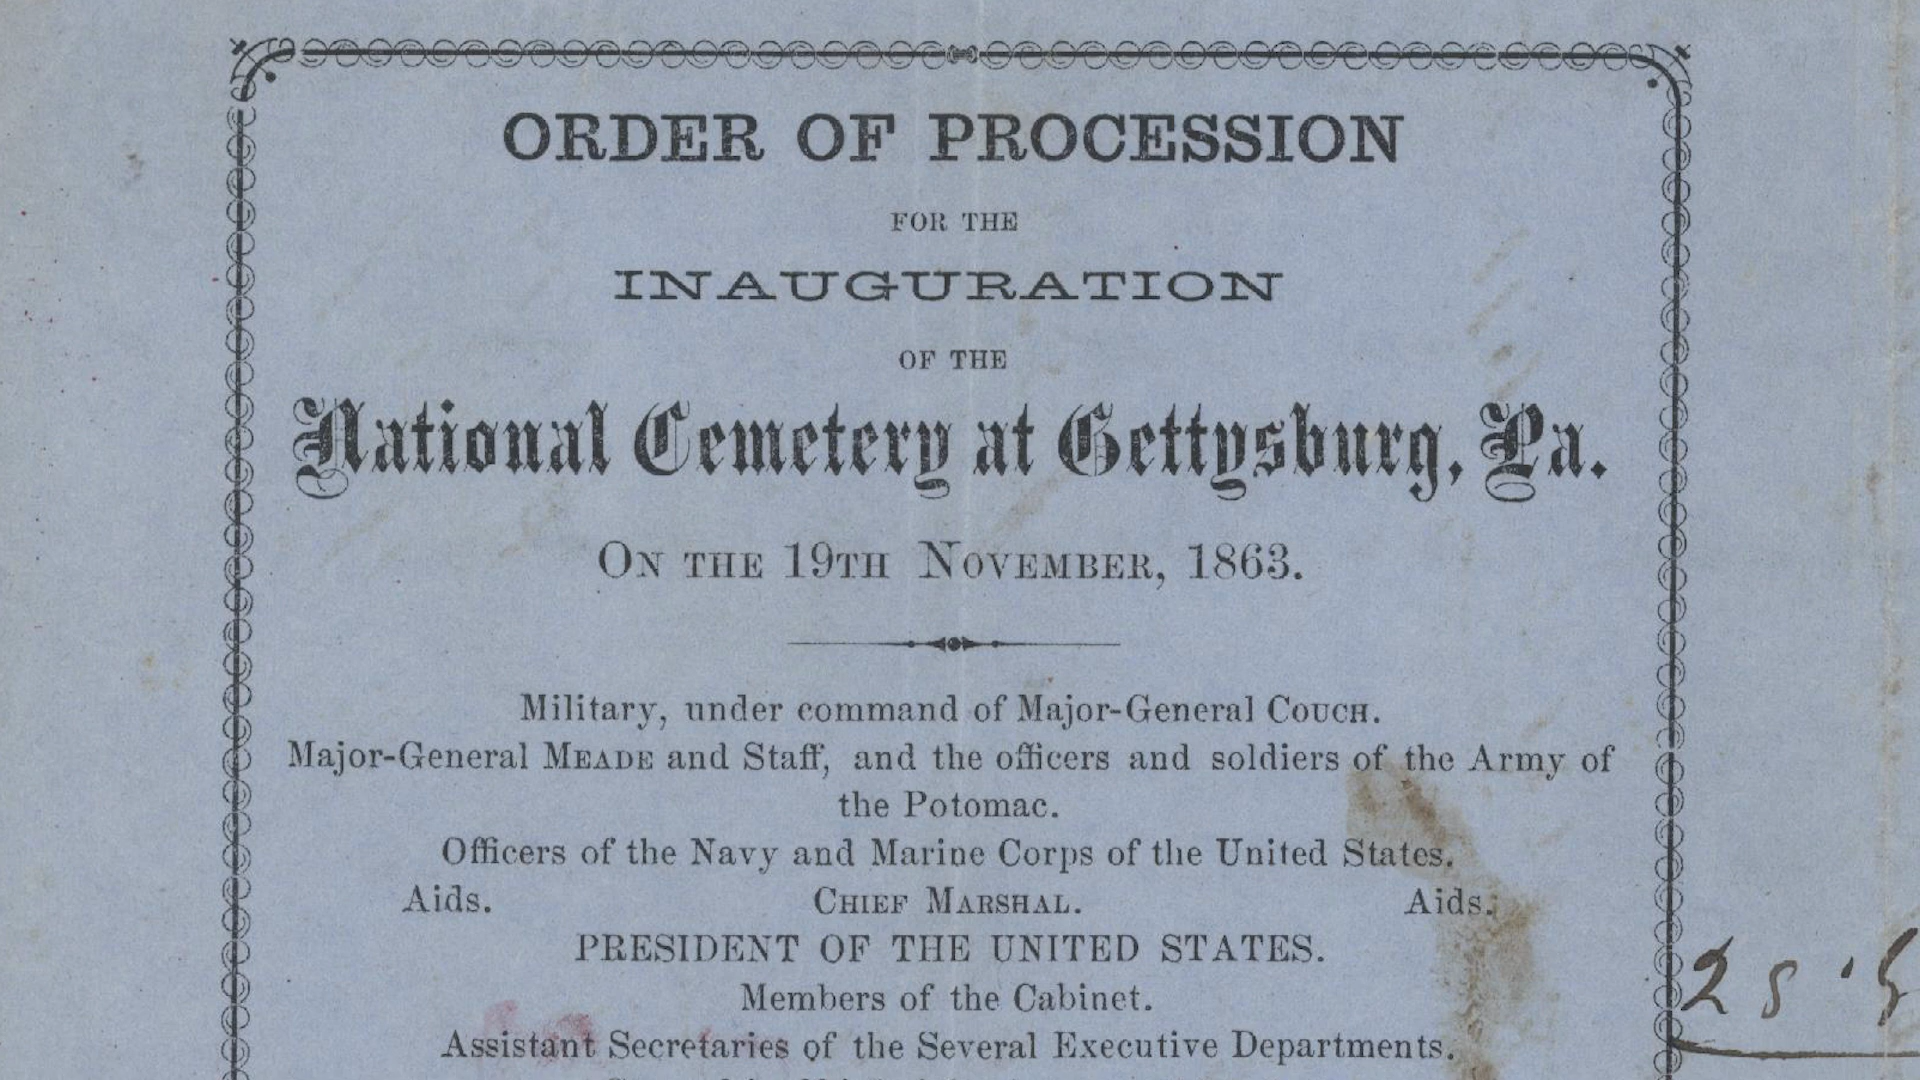 ORDER OF PROCESSION
FOR THE
INAUGURATION
OF THE
National Cemetery at Gettysburg, Pa.
ON THE 19TH NOVEMBER, 1863.
Military, under command of Major-General COUCH.
Major-General MEADE and Staff, and the officers and soldiers of the Army of
the Potomac.
Officers of the Navy and Marine Corps of the United States.
Aids. CHIEF MARSHAL. Aids.
PRESIDENT OF THE UNITED STATES.
Members of the Cabinet.
Assistant Secretaries of the Several Executive Departments.